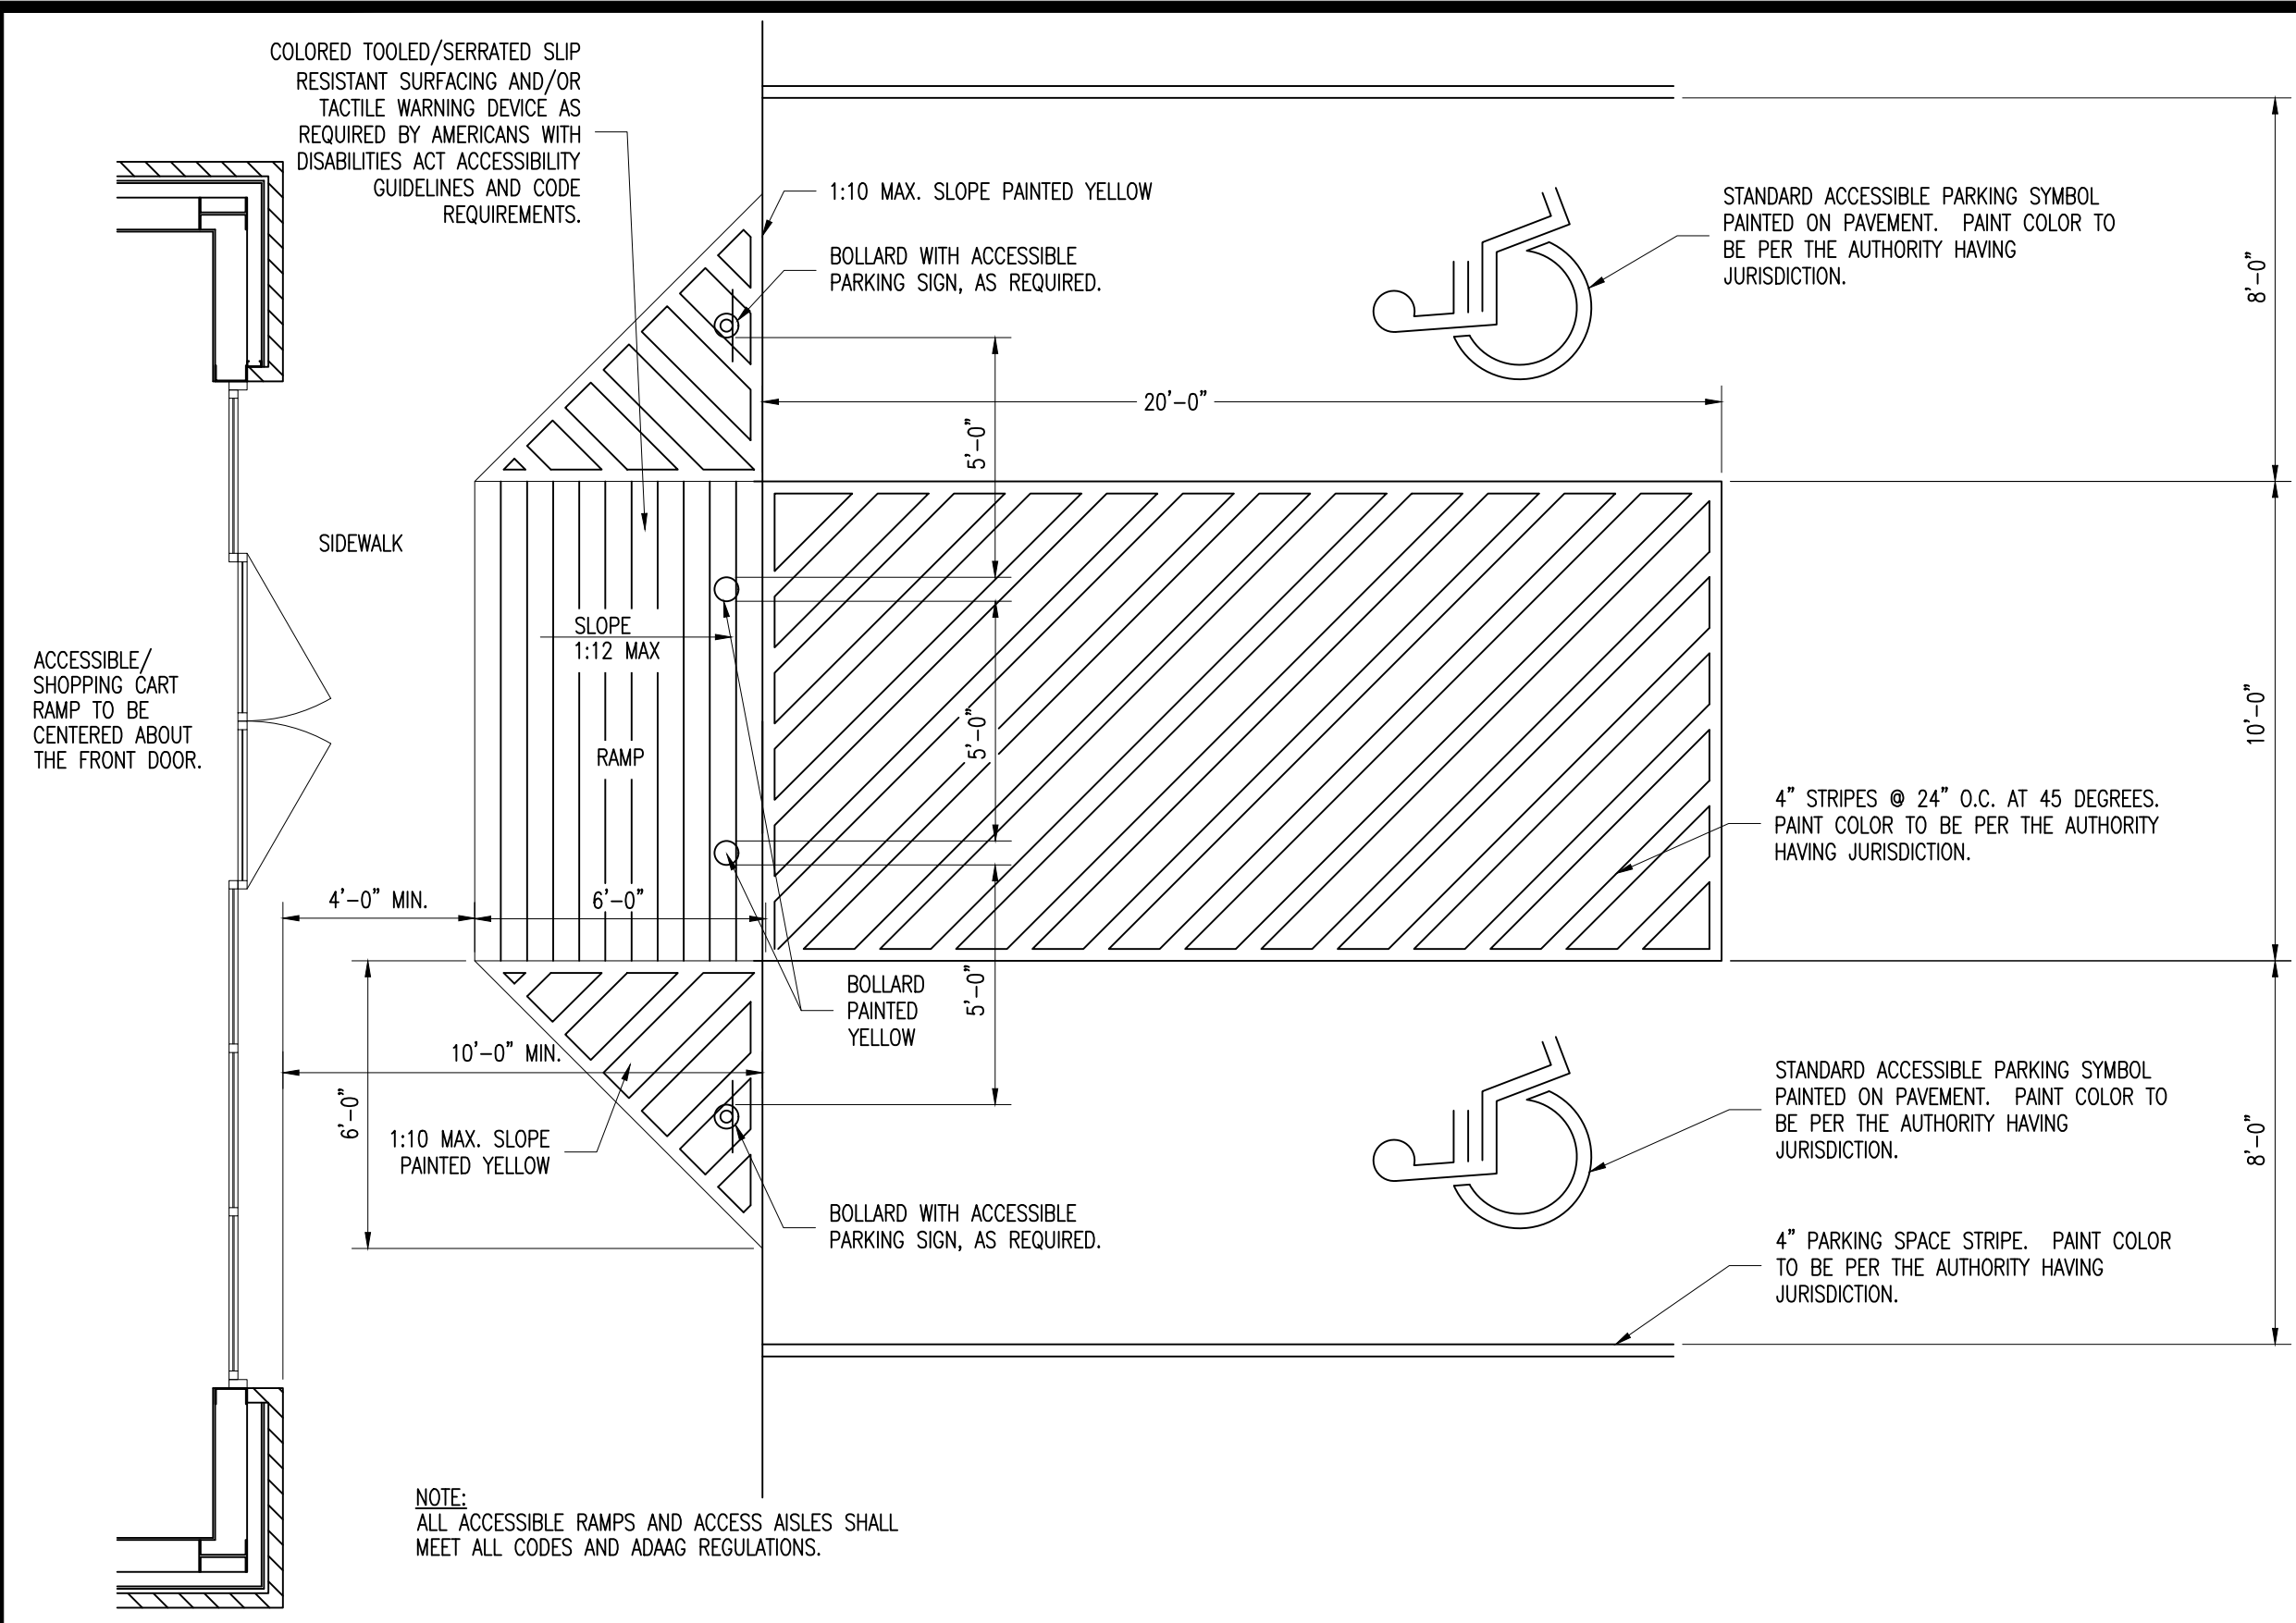 COLORED TOOLED/SERRATED SLIP
RESISTANT SURFACING AND/OR
TACTILE WARNING DEVICE AS
REQUIRED BY AMERICANS WITH
DISABILITIES ACT ACCESSIBILITY
GUIDELINES AND CODE
REQUIREMENTS.
1:10 MAX. SLOPE PAINTED YELLOW
BOLLARD WITH ACCESSIBLE
PARKING SIGN, AS REQUIRED.
STANDARD ACCESSIBLE PARKING SYMBOL
PAINTED ON PAVEMENT. PAINT COLOR TO
BE PER THE AUTHORITY HAVING
JURISDICTION.
8'-0"
20'-0"
5'-0"
SIDEWALK
SLOPE
1:12 MAX
ACCESSIBLE/
SHOPPING CART
RAMP TO BE
CENTERED ABOUT
THE FRONT DOOR.
RAMP
5'-0"
10'-0"
4" STRIPES @ 24" O.C. AT 45 DEGREES.
PAINT COLOR TO BE PER THE AUTHORITY
HAVING JURISDICTION.
4'-0" MIN.
6'-0"
BOLLARD
PAINTED
YELLOW
5'-0"
10'-0" MIN.
6'-0"
1:10 MAX. SLOPE
PAINTED YELLOW
STANDARD ACCESSIBLE PARKING SYMBOL
PAINTED ON PAVEMENT. PAINT COLOR TO
BE PER THE AUTHORITY HAVING
JURISDICTION.
8'-0"
BOLLARD WITH ACCESSIBLE
PARKING SIGN, AS REQUIRED.
4" PARKING SPACE STRIPE. PAINT COLOR
TO BE PER THE AUTHORITY HAVING
JURISDICTION.
NOTE:
ALL ACCESSIBLE RAMPS AND ACCESS AISLES SHALL
MEET ALL CODES AND ADAAG REGULATIONS.